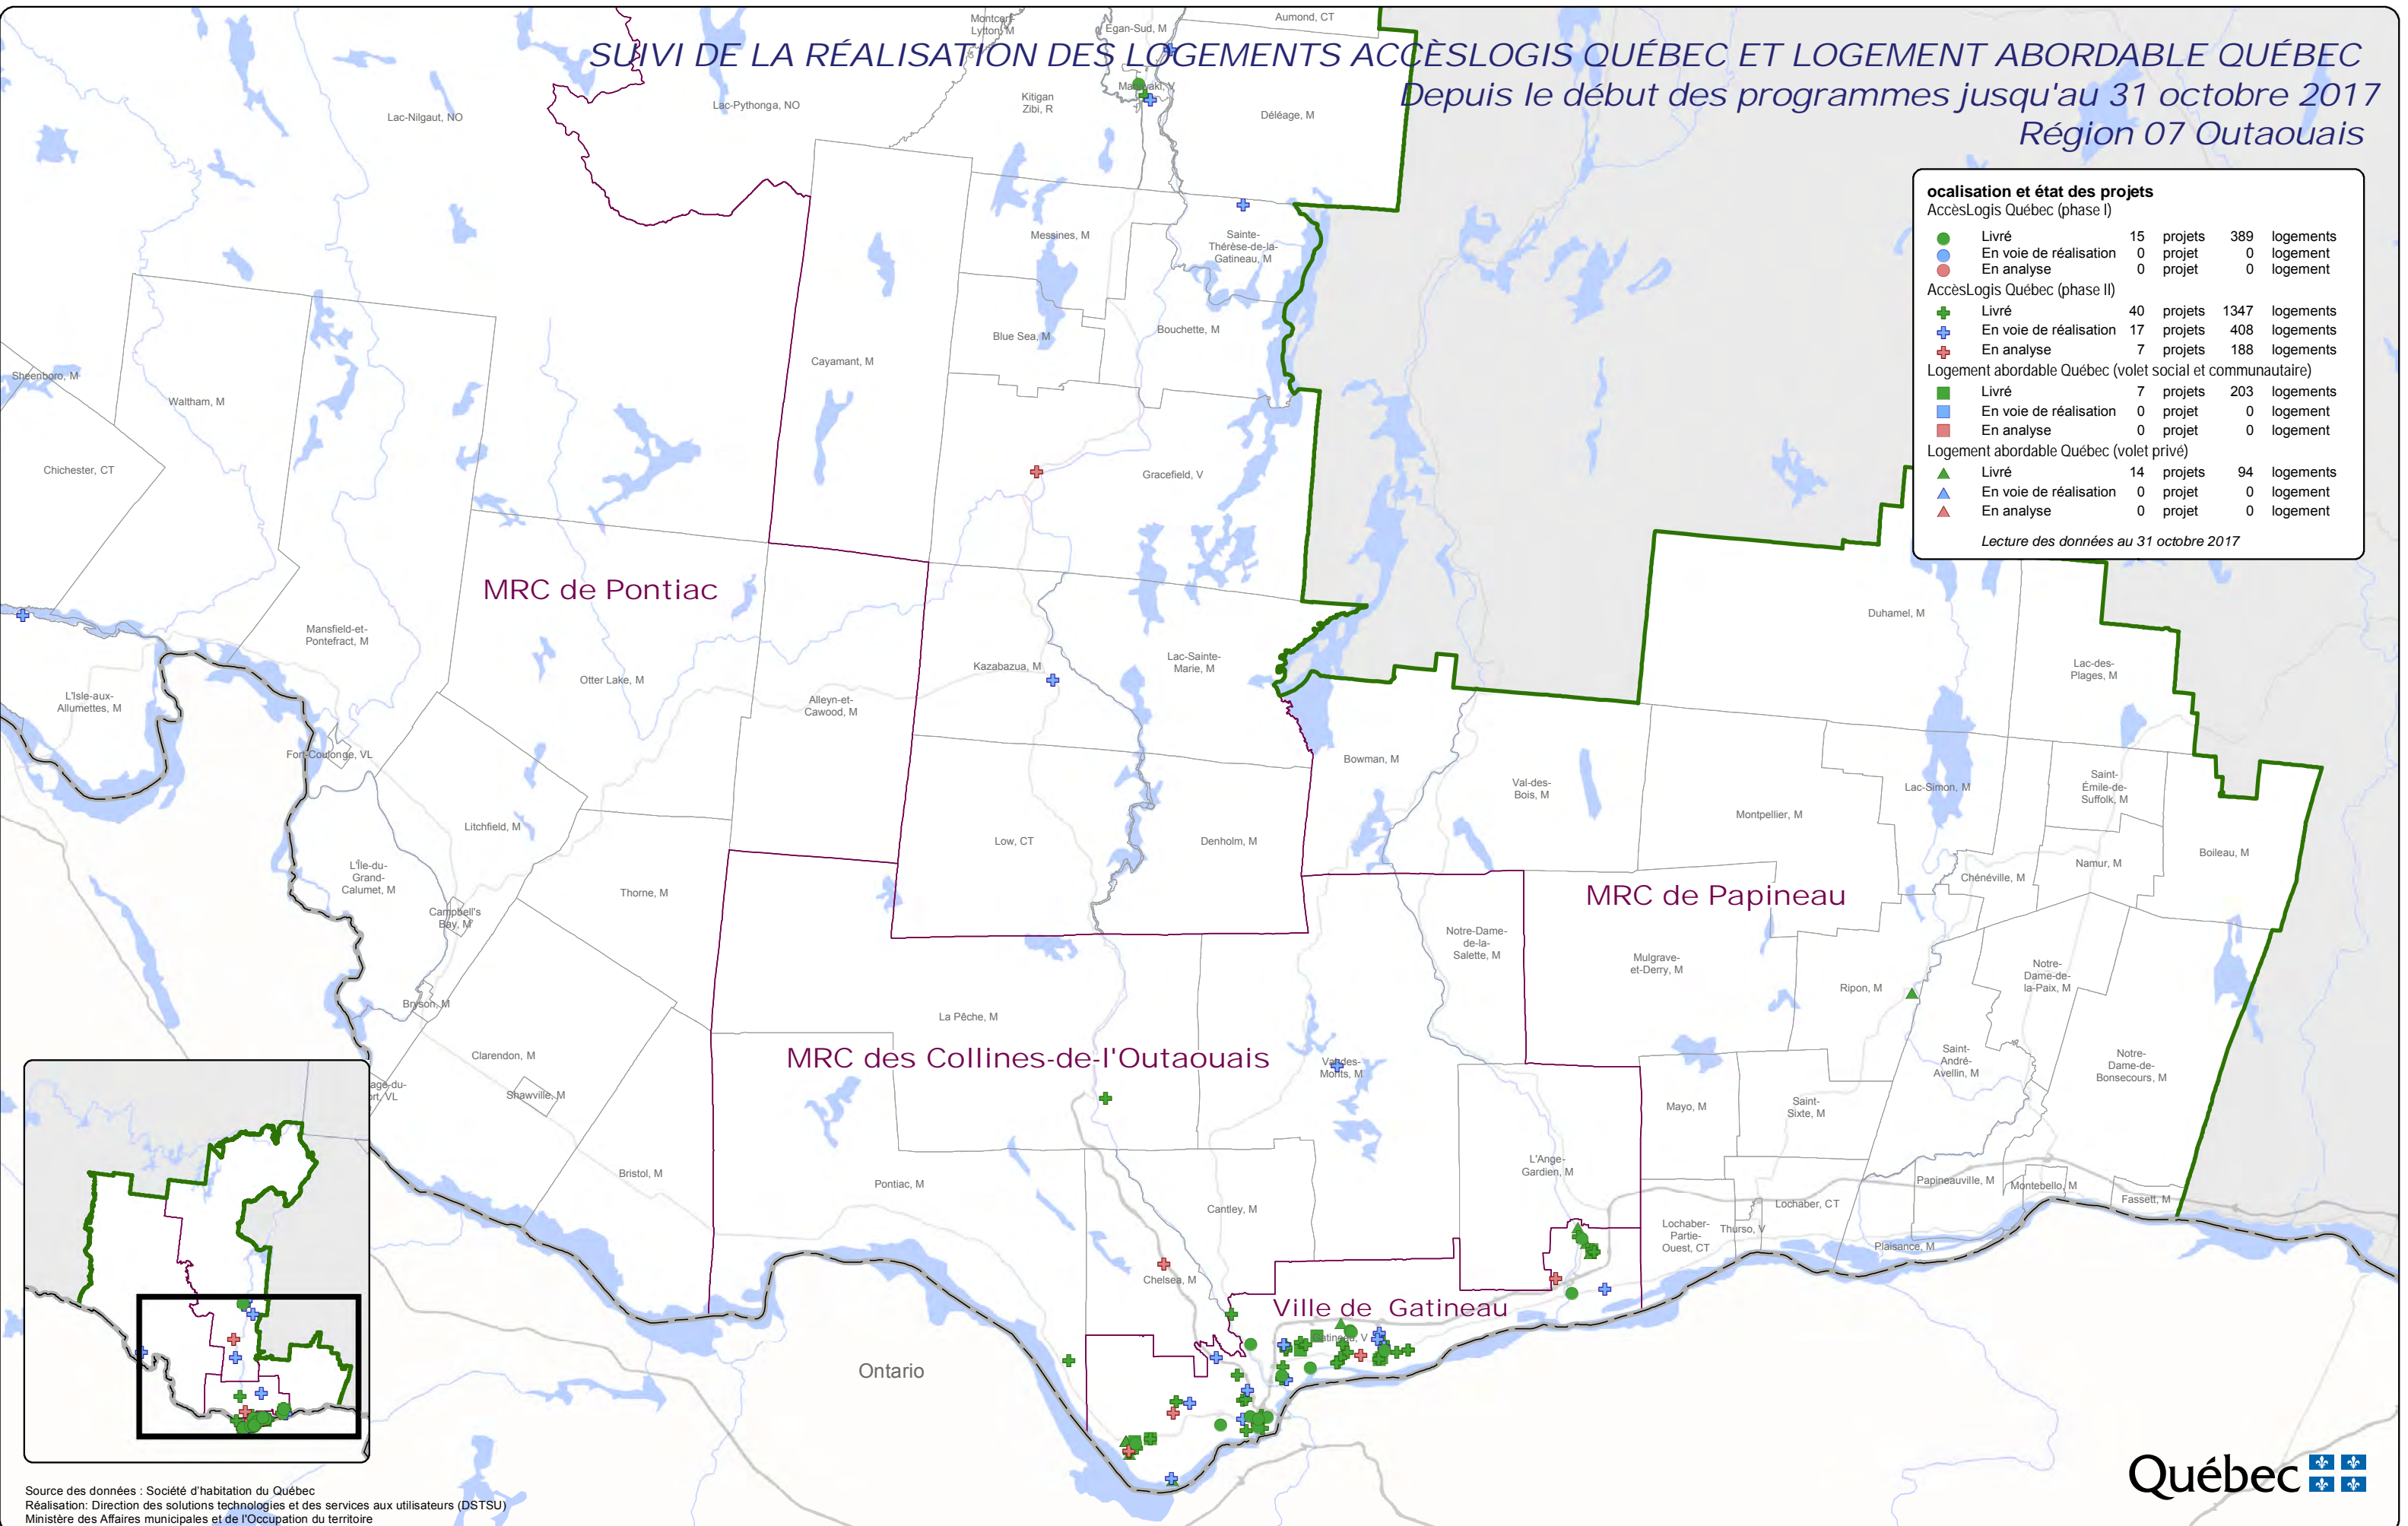 SUIVI DE LA RÉALISATION DES LOGEMENTS ACCÈSLOGIS QUÉBEC ET LOGEMENT ABORDABLE QUÉBEC
Depuis le début des programmes jusqu'au 31 octobre 2017
Région 07 Outaouais
ocalisation et état des projets
AccèsLogis Québec (phase I)
Livré 15 projets 389 logements
En voie de réalisation 0 projet 0 logement
En analyse 0 projet 0 logement
AccèsLogis Québec (phase II)
Livré 40 projets 1347 logements
En voie de réalisation 17 projets 408 logements
En analyse 7 projets 188 logements
Logement abordable Québec (volet social et communautaire)
Livré 7 projets 203 logements
En voie de réalisation 0 projet 0 logement
En analyse 0 projet 0 logement
Logement abordable Québec (volet privé)
Livré 14 projets 94 logements
En voie de réalisation 0 projet 0 logement
En analyse 0 projet 0 logement
Lecture des données au 31 octobre 2017
Montcerf-
Lytton, M
Egan-Sud, M
Aumond, CT
Lac-Nilgaut, NO
Lac-Pythonga, NO
Kitigan
Zibi, R
Déléage, M
Messines, M
Sainte-
Thérèse-de-la-
Gatineau, M
Blue Sea, M
Bouchette, M
Cayamant, M
Sheenboro, M
Waltham, M
Chichester, CT
Gracefield, V
MRC de Pontiac
Mansfield-et-
Pontefract, M
L'Isle-aux-
Allumettes, M
Otter Lake, M
Alleyn-et-
Cawood, M
Kazabazua, M
Lac-Sainte-
Marie, M
Duhamel, M
Lac-des-
Plages, M
Fort-Coulonge, VL
Bowman, M
Val-des-
Bois, M
Lac-Simon, M
Saint-
Émile-de-
Suffolk, M
Montpellier, M
Litchfield, M
Low, CT
Denholm, M
Boileau, M
Namur, M
Chénéville, M
L'Île-du-
Grand-
Calumet, M
Thorne, M
MRC de Papineau
Campbell's
Bay, M
Notre-Dame-
de-la-
Salette, M
Mulgrave-
et-Derry, M
Notre-
Dame-de-
la-Paix, M
Ripon, M
Bryson, M
La Pêche, M
Clarendon, M
MRC des Collines-de-l'Outaouais
Val-des-
Monts, M
Saint-
André-
Avellin, M
Notre-
Dame-de-
Bonsecours, M
age-du-
ort, VL
Shawville, M
Mayo, M
Saint-
Sixte, M
Bristol, M
Pontiac, M
L'Ange-
Gardien, M
Cantley, M
Papineauville, M
Montebello, M
Fassett, M
Lochaber, CT
Lochaber-
Partie-
Ouest, CT
Thurso, V
Plaisance, M
Chelsea, M
Ville de Gatineau
Gatineau, V
Ontario
Source des données : Société d'habitation du Québec
Réalisation: Direction des solutions technologies et des services aux utilisateurs (DSTSU)
Ministère des Affaires municipales et de l'Occupation du territoire
Québec